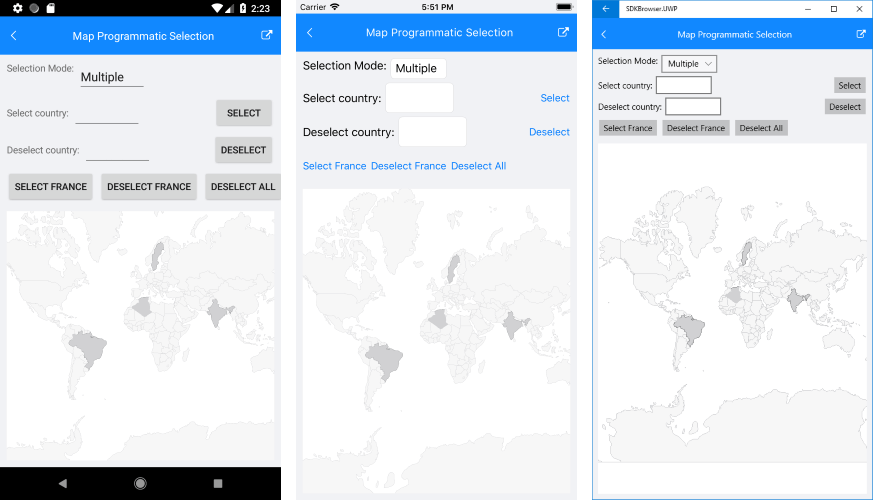 2:23
Map Programmatic Selection
Selection Mode:
Multiple
Select country:
SELECT
Deselect country:
DESELECT
SELECT FRANCE DESELECT FRANCE DESELECT ALL
Carrier 5:51 PM
Map Programmatic Selection
Selection Mode: Multiple
Select country: Select
Deselect country: Deselect
Select France Deselect France Deselect All
SDKBrowser.UWP
Map Programmatic Selection
Selection Mode: Multiple
Select country: Select
Deselect country: Deselect
Select France Deselect France Deselect All